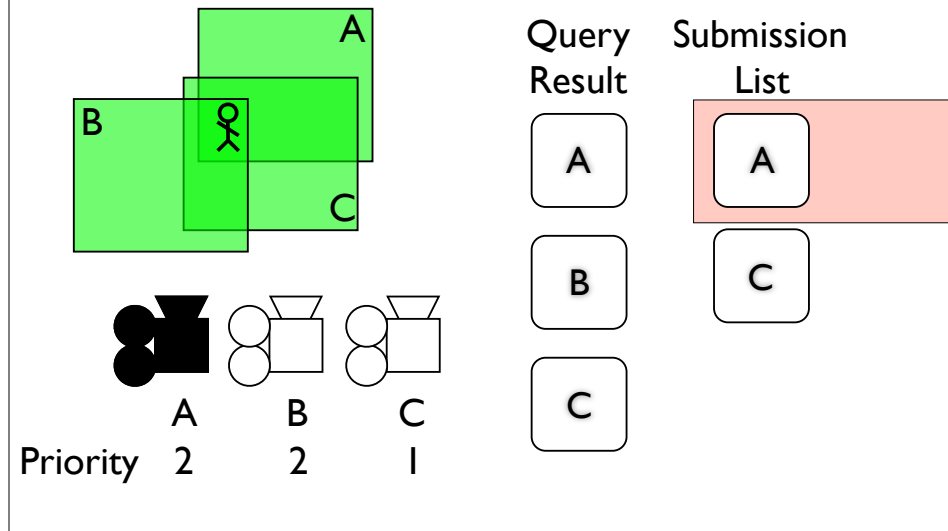 A
B
C
Query Result
Submission List
A
A
B
C
C
A B C
Priority 2 2 1